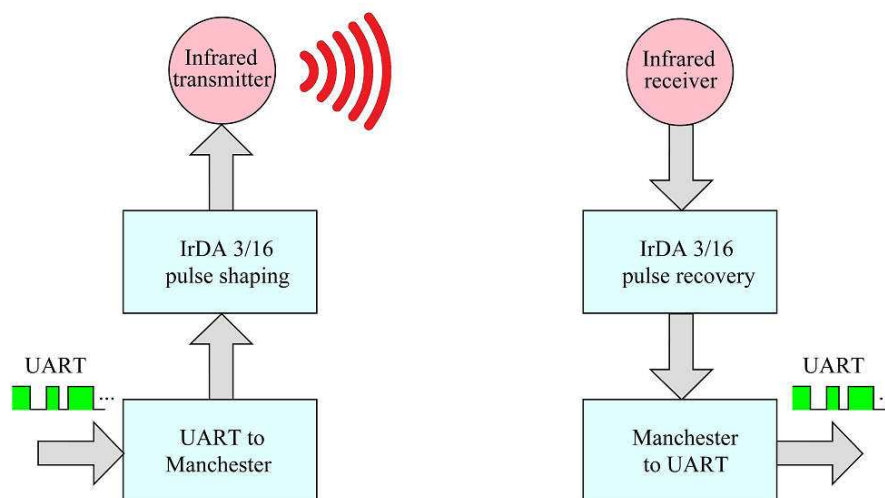 Infrared
transmitter
Infrared
receiver
IrDA 3/16
pulse shaping
IrDA 3/16
pulse recovery
UART
...
UART
...
UART to
Manchester
Manchester
to UART